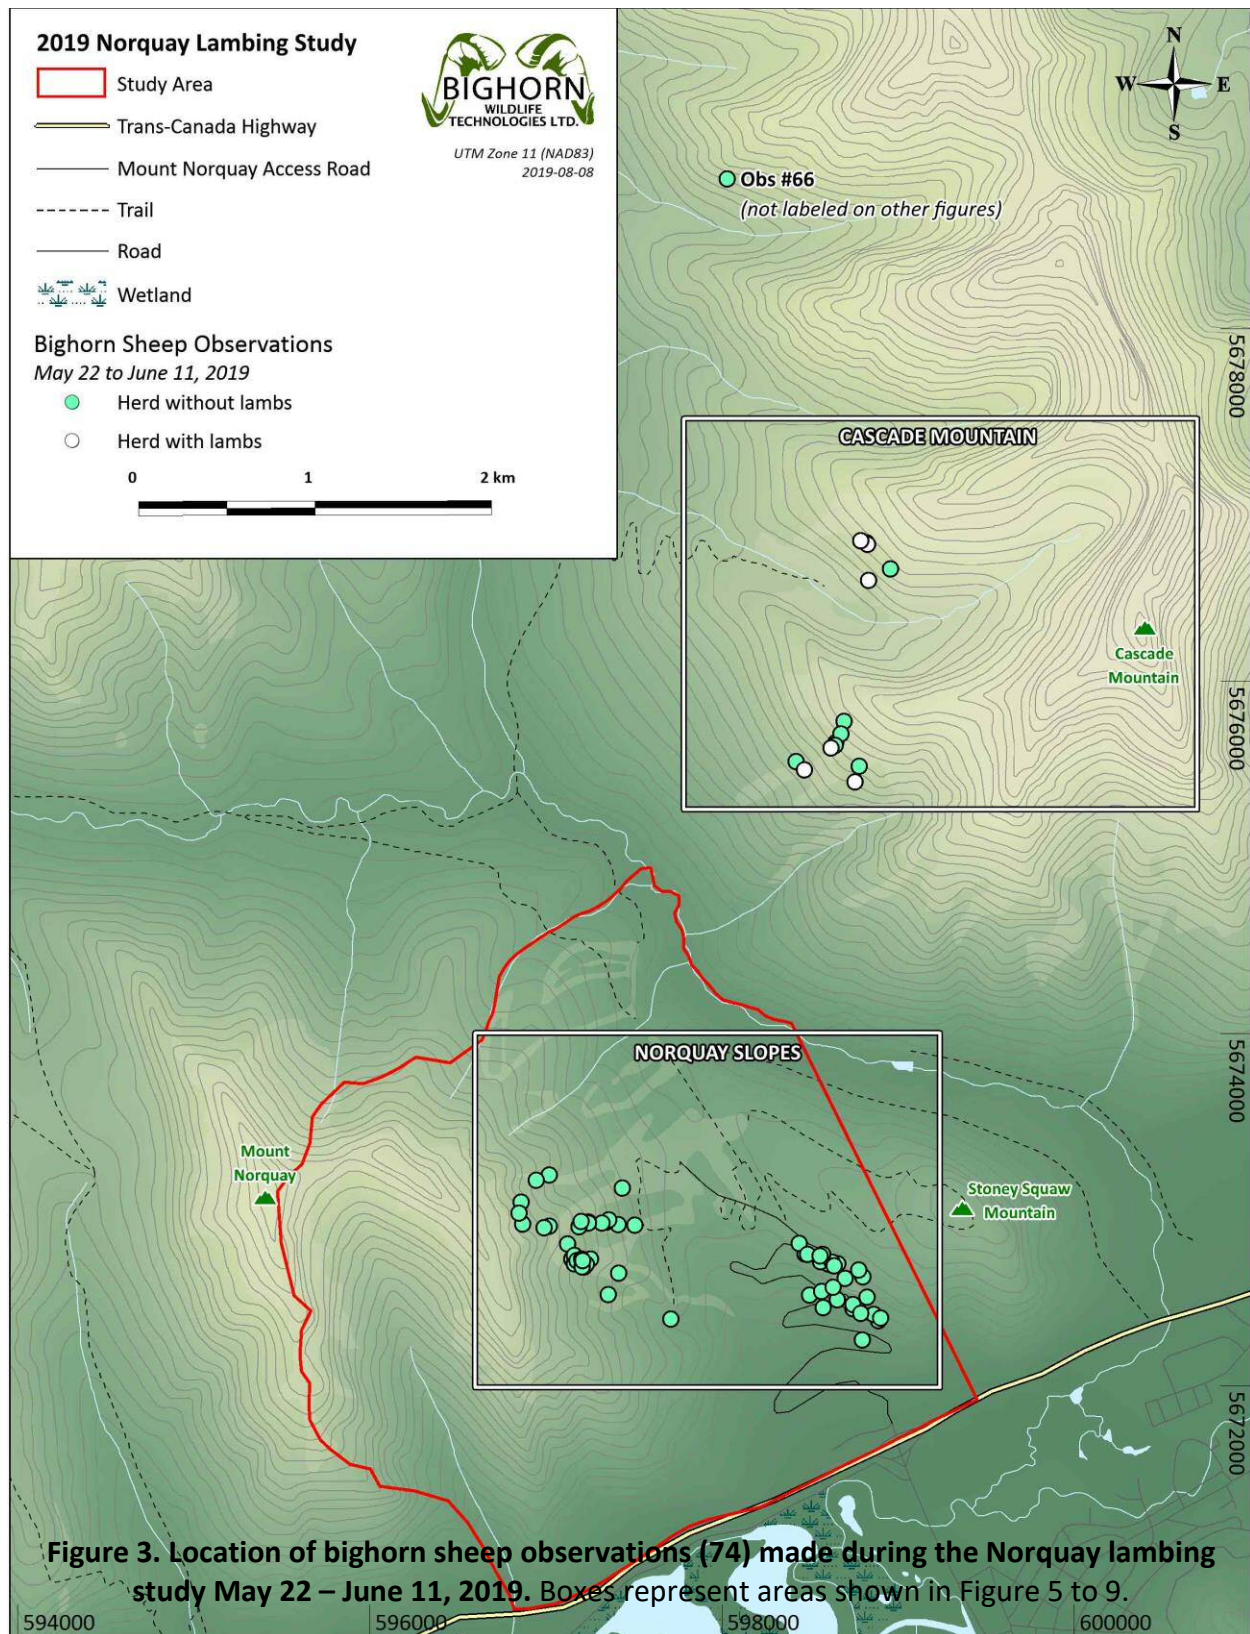 2019 Norquay Lambing Study
Study Area
Trans-Canada Highway
Mount Norquay Access Road
Trail
Road
Wetland
Bighorn Sheep Observations
May 22 to June 11, 2019
Herd without lambs
Herd with lambs
0 1 2 km
BIGHORN
WILDLIFE
TECHNOLOGIES LTD.
UTM Zone 11 (NAD83)
2019-08-08
N
W E
S
Obs #66
(not labeled on other figures)
5678000
CASCADE MOUNTAIN
Cascade
Mountain
5676000
5674000
NORQUAY SLOPES
Mount
Norquay
Stoney Squaw
Mountain
5672000
Figure 3. Location of bighorn sheep observations (74) made during the Norquay lambing
study May 22 – June 11, 2019. Boxes represent areas shown in Figure 5 to 9.
594000 596000 598000 600000